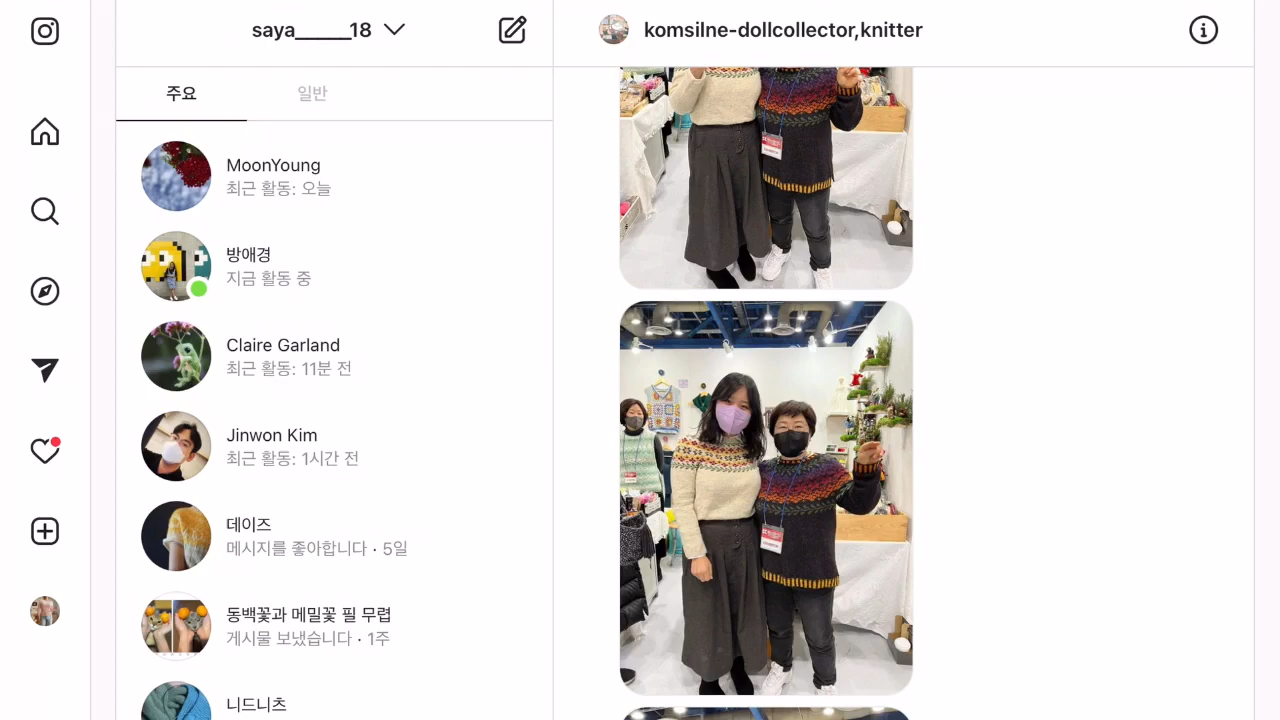 saya_____18
komsilne-dollcollector,knitter
주요
일반
MoonYoung
최근 활동: 오늘
방애경
지금 활동 중
Claire Garland
최근 활동: 11분 전
Jinwon Kim
최근 활동: 1시간 전
데이즈
메시지를 좋아합니다 · 5일
동백꽃과 메밀꽃 필 무렵
게시물 보냈습니다 · 1주
니드니츠